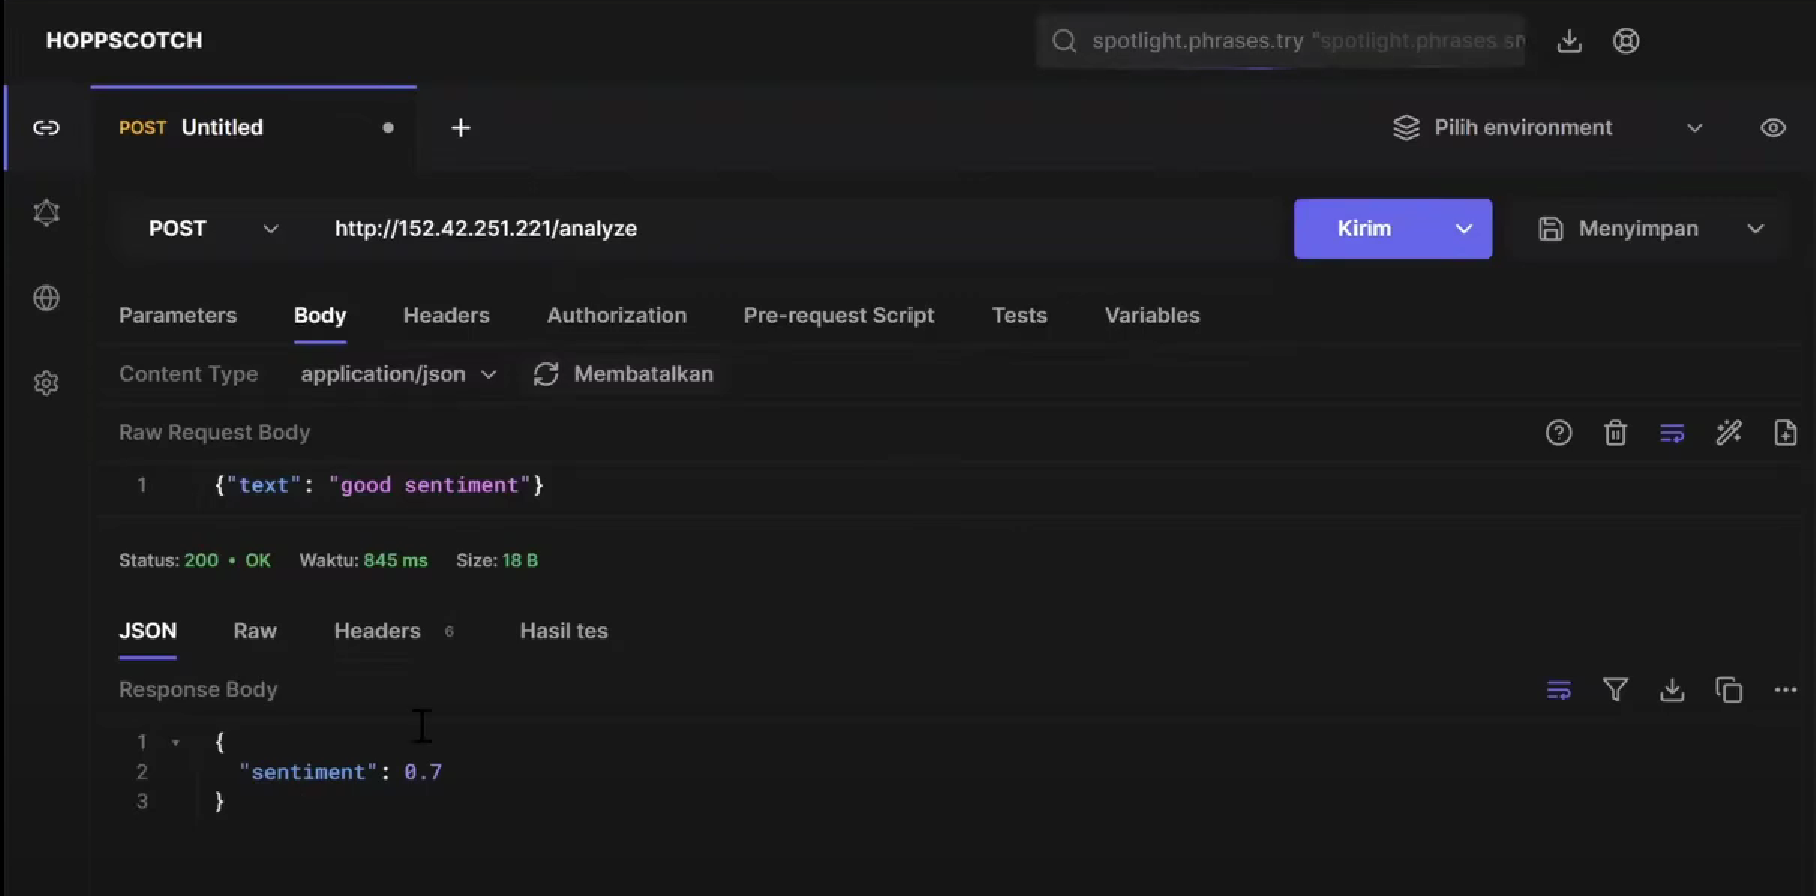 HOPPSCOTCH
spotlight.phrases.try "spotlight.phrases
POST Untitled
Pilih environment
POST http://152.42.251.221/analyze Kirim Menyimpan
Parameters Body Headers Authorization Pre-request Script Tests Variables
Content Type application/json Membatalkan
Raw Request Body
1 {"text": "good sentiment"}
Status: 200 • OK Waktu: 845 ms Size: 18 B
JSON Raw Headers 6 Hasil tes
Response Body
1 {
2 "sentiment": 0.7
3 }